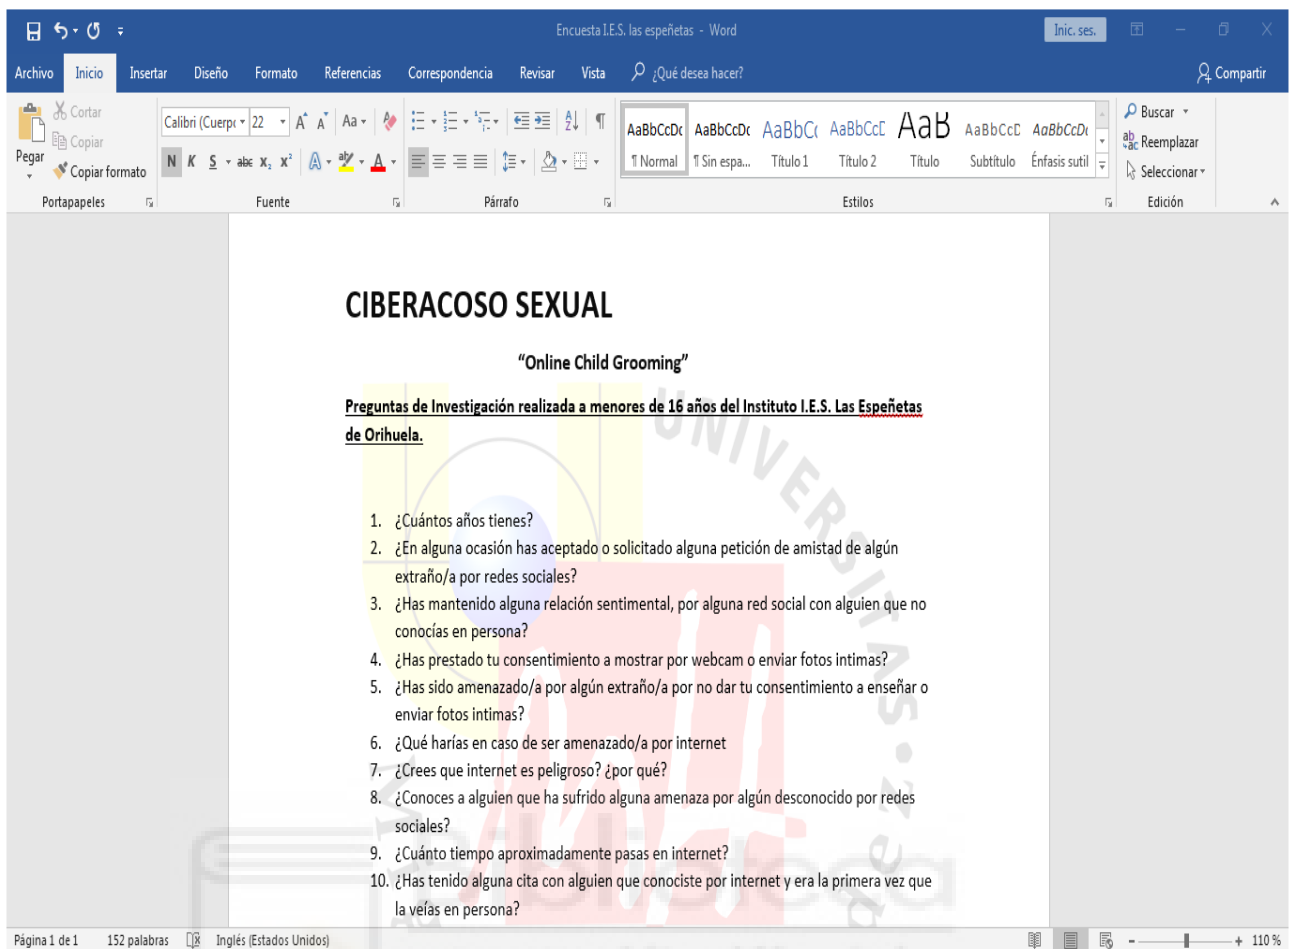 Encuesta I.E.S. las espeñetas - Word
Inic. ses.
Archivo Inicio Insertar Diseño Formato Referencias Correspondencia Revisar Vista ¿Qué desea hacer? Compartir
Pegar
Cortar
Copiar
Copiar formato
Portapapeles
Calibri (Cuerpo 22
Fuente
Párrafo
AaBbCcDc AaBbCcDc AaBbCc AaBbCcD AaB AaBbCcD AaBbCcDc
¶ Normal ¶ Sin espa... Título 1 Título 2 Título Subtítulo Énfasis sutil
Estilos
Buscar
Reemplazar
Seleccionar
Edición
CIBERACOSO SEXUAL
“Online Child Grooming”
Preguntas de Investigación realizada a menores de 16 años del Instituto I.E.S. Las Espeñetas
de Orihuela.
1. ¿Cuántos años tienes?
2. ¿En alguna ocasión has aceptado o solicitado alguna petición de amistad de algún
extraño/a por redes sociales?
3. ¿Has mantenido alguna relación sentimental, por alguna red social con alguien que no
conocías en persona?
4. ¿Has prestado tu consentimiento a mostrar por webcam o enviar fotos intimas?
5. ¿Has sido amenazado/a por algún extraño/a por no dar tu consentimiento a enseñar o
enviar fotos intimas?
6. ¿Qué harías en caso de ser amenazado/a por internet
7. ¿Crees que internet es peligroso? ¿por qué?
8. ¿Conoces a alguien que ha sufrido alguna amenaza por algún desconocido por redes
sociales?
9. ¿Cuánto tiempo aproximadamente pasas en internet?
10. ¿Has tenido alguna cita con alguien que conociste por internet y era la primera vez que
la veías en persona?
UNIVERSITAS
biblioteca
Página 1 de 1 152 palabras Inglés (Estados Unidos) 110 %